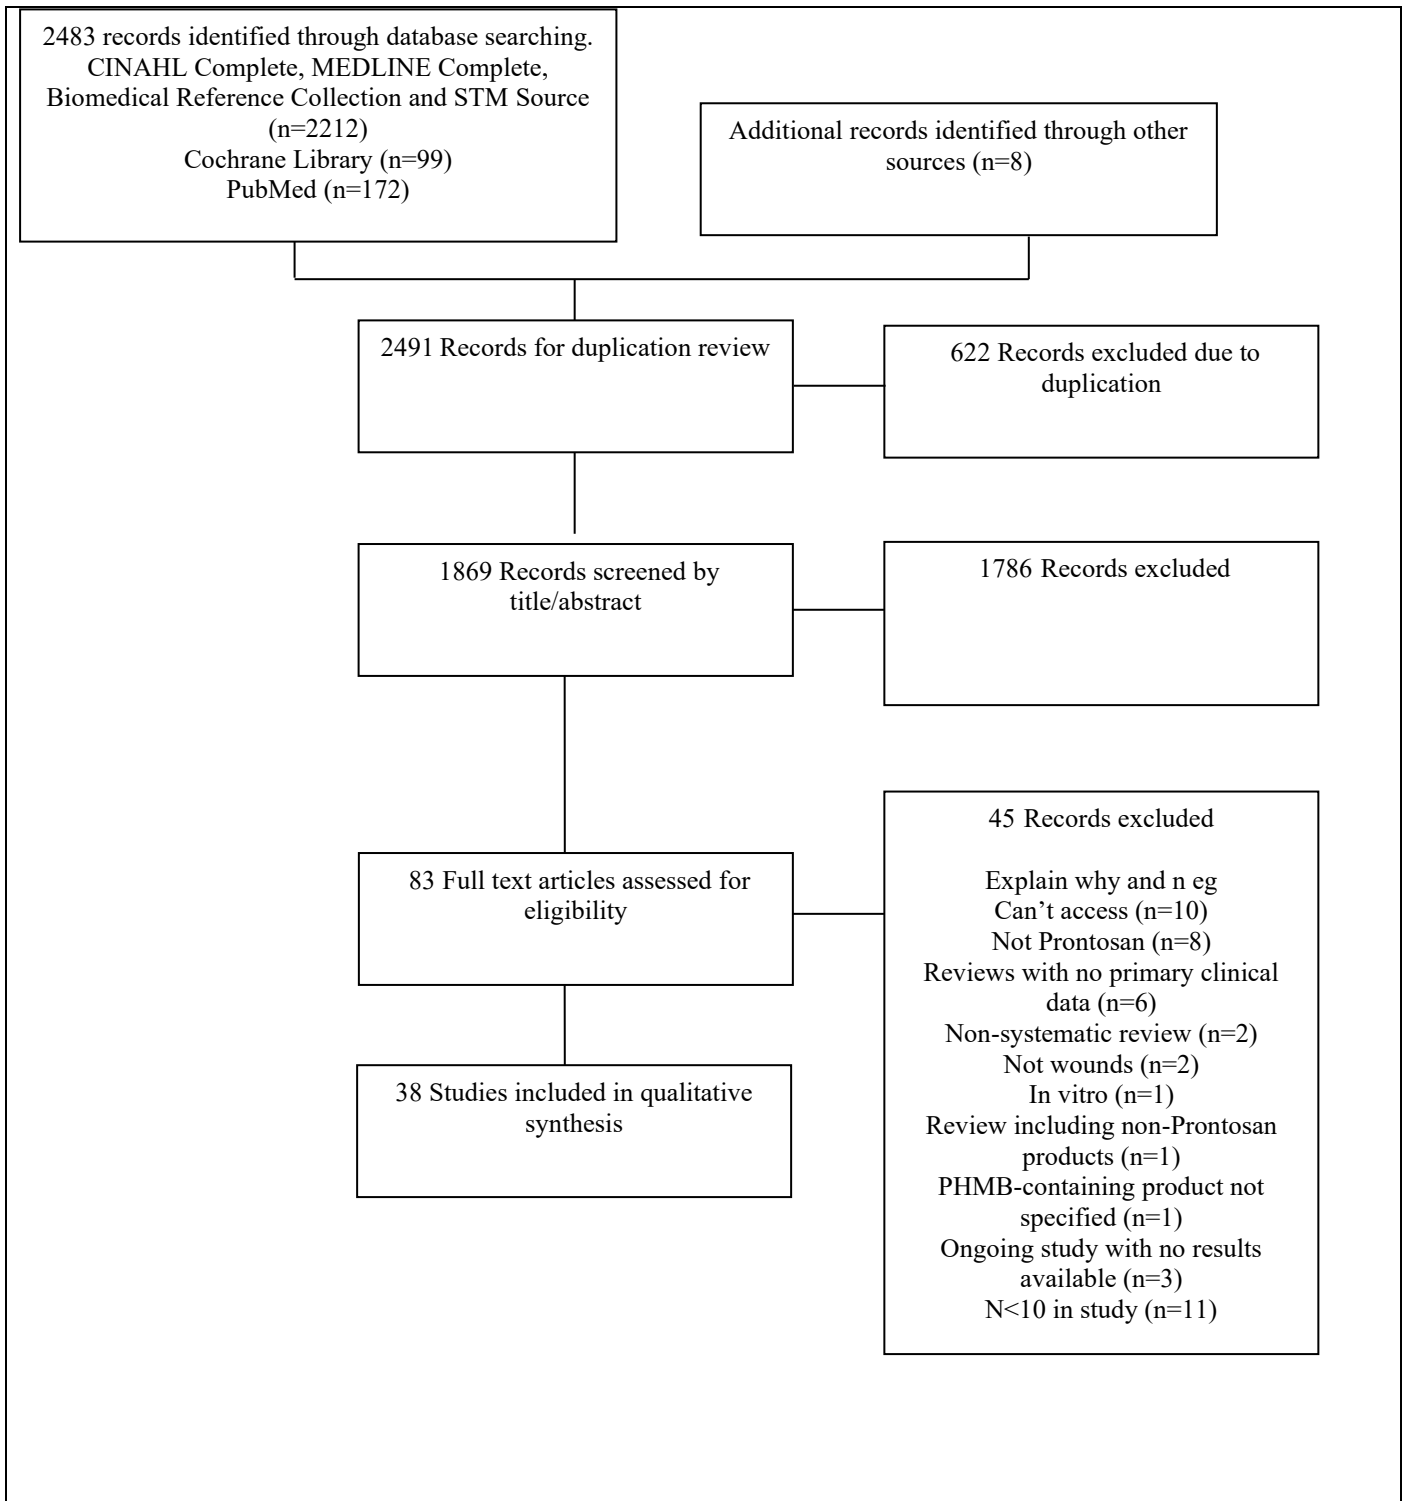 2483 records identified through database searching.
CINAHL Complete, MEDLINE Complete,
Biomedical Reference Collection and STM Source
(n=2212)
Cochrane Library (n=99)
PubMed (n=172)
Additional records identified through other
sources (n=8)
2491 Records for duplication review
622 Records excluded due to
duplication
1869 Records screened by
title/abstract
1786 Records excluded
83 Full text articles assessed for
eligibility
45 Records excluded
Explain why and n eg
Can’t access (n=10)
Not Prontosan (n=8)
Reviews with no primary clinical
data (n=6)
Non-systematic review (n=2)
Not wounds (n=2)
In vitro (n=1)
Review including non-Prontosan
products (n=1)
PHMB-containing product not
specified (n=1)
Ongoing study with no results
available (n=3)
N<10 in study (n=11)
38 Studies included in qualitative
synthesis